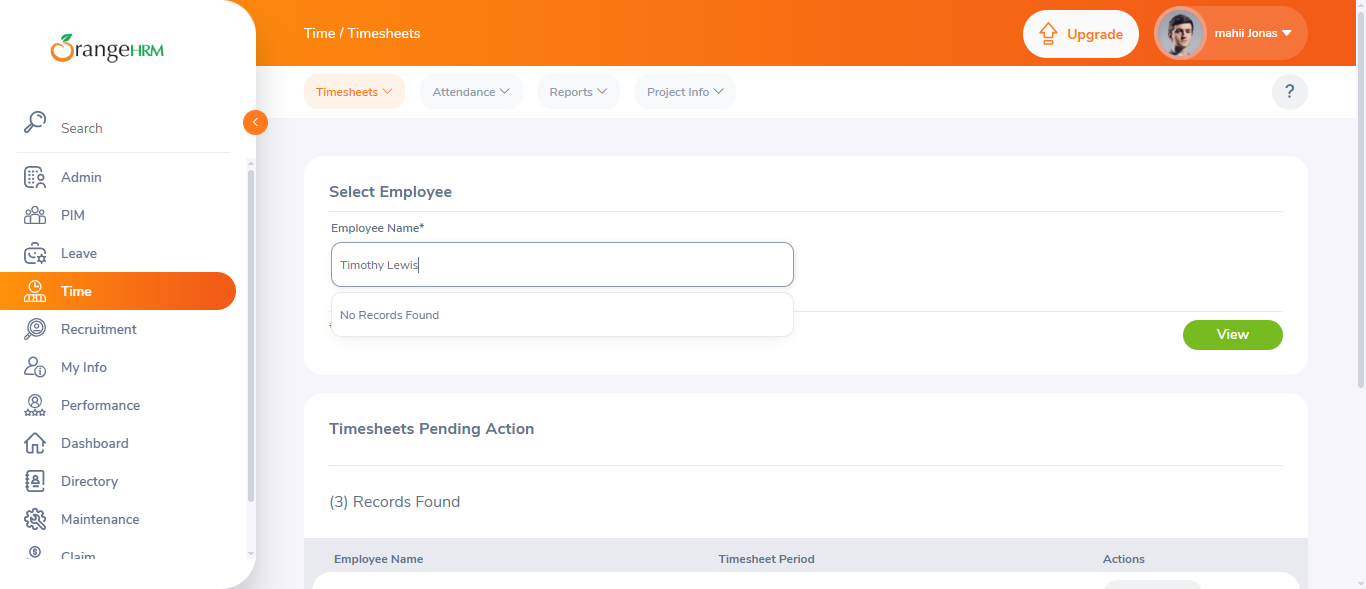 OrangeHRM
Time / Timesheets
Upgrade
mahii Jonas
Timesheets
Attendance
Reports
Project Info
?
Search
Admin
PIM
Leave
Time
Recruitment
My Info
Performance
Dashboard
Directory
Maintenance
Claim
Select Employee
Employee Name*
Timothy Lewis
No Records Found
*
View
Timesheets Pending Action
(3) Records Found
Employee Name
Timesheet Period
Actions